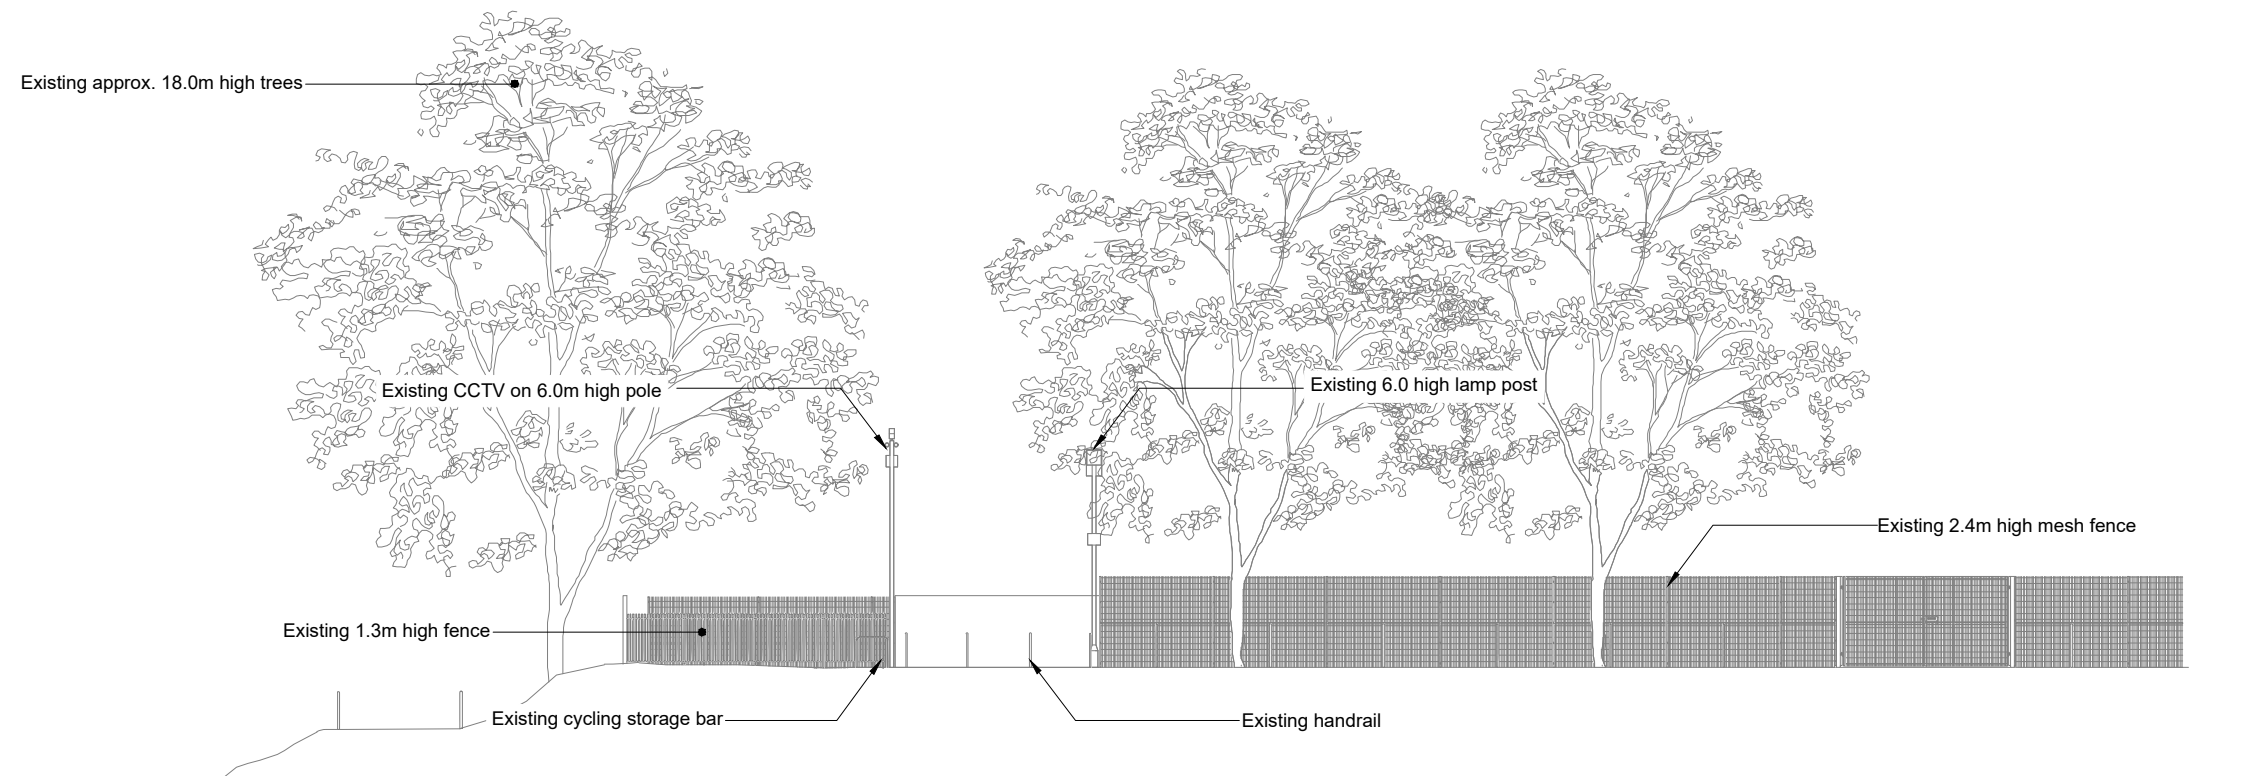 Existing approx. 18.0m high trees
Existing CCTV on 6.0m high pole
Existing 6.0 high lamp post
Existing 2.4m high mesh fence
Existing 1.3m high fence
Existing cycling storage bar
Existing handrail